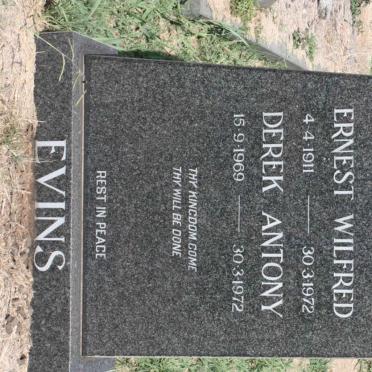 ERNEST WILFRED
4-4-1911 — 30-3-1972
DEREK ANTONY
15-9-1969 — 30-3-1972
THY KINGDOM COME
THY WILL BE DONE
REST IN PEACE
EVINS